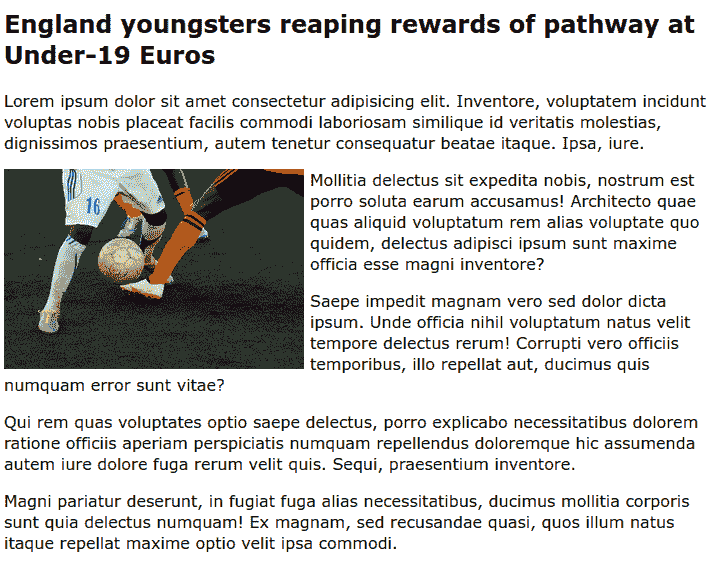 England youngsters reaping rewards of pathway at
Under-19 Euros
Lorem ipsum dolor sit amet consectetur adipisicing elit. Inventore, voluptatem incidunt
voluptas nobis placeat facilis commodi laboriosam similique id veritatis molestias,
dignissimos praesentium, autem tenetur consequatur beatae itaque. Ipsa, iure.
16
Mollitia delectus sit expedita nobis, nostrum est
porro soluta earum accusamus! Architecto quae
quas aliquid voluptatum rem alias voluptate quo
quidem, delectus adipisci ipsum sunt maxime
officia esse magni inventore?
Saepe impedit magnam vero sed dolor dicta
ipsum. Unde officia nihil voluptatum natus velit
tempore delectus rerum! Corrupti vero officiis
temporibus, illo repellat aut, ducimus quis
numquam error sunt vitae?
Qui rem quas voluptates optio saepe delectus, porro explicabo necessitatibus dolorem
ratione officiis aperiam perspiciatis numquam repellendus doloremque hic assumenda
autem iure dolore fuga rerum velit quis. Sequi, praesentium inventore.
Magni pariatur deserunt, in fugiat fuga alias necessitatibus, ducimus mollitia corporis
sunt quia delectus numquam! Ex magnam, sed recusandae quasi, quos illum natus
itaque repellat maxime optio velit ipsa commodi.